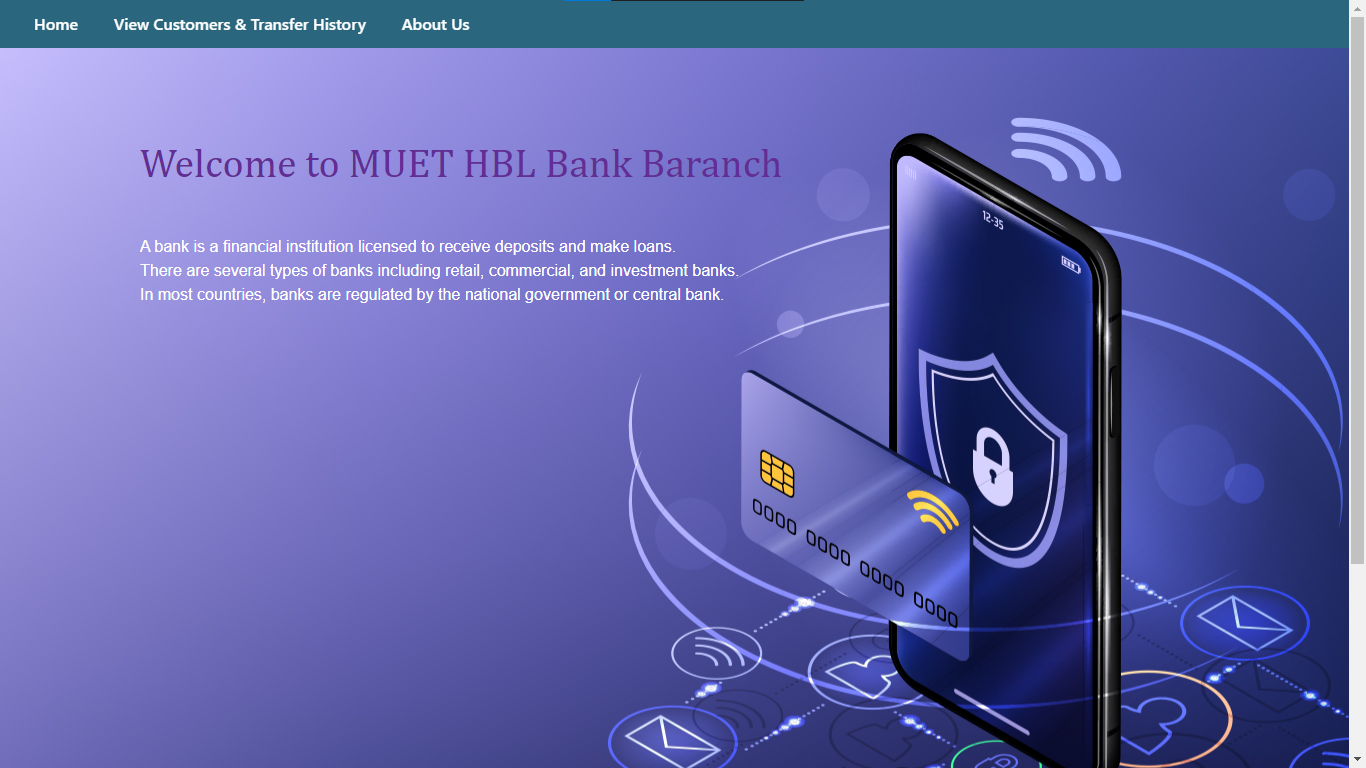 Home View Customers & Transfer History About Us
Welcome to MUET HBL Bank Baranch
A bank is a financial institution licensed to receive deposits and make loans.
There are several types of banks including retail, commercial, and investment banks.
In most countries, banks are regulated by the national government or central bank.
12-35
0000 0000 0000 0000